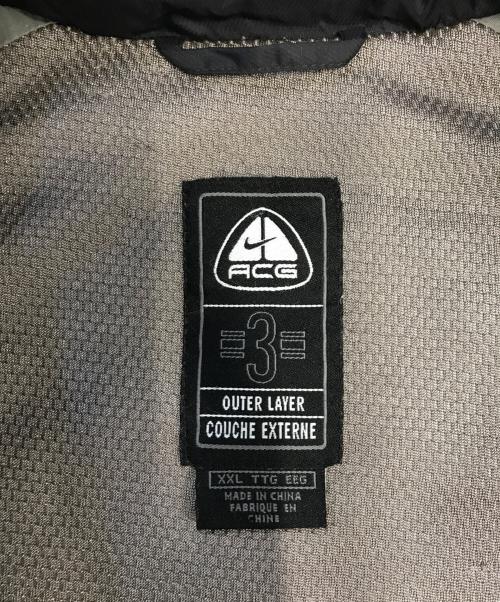 ACG
3
OUTER LAYER
COUCHE EXTERNE
XXL TTG EEG
MADE IN CHINA
FABRIQUE EN
CHINE